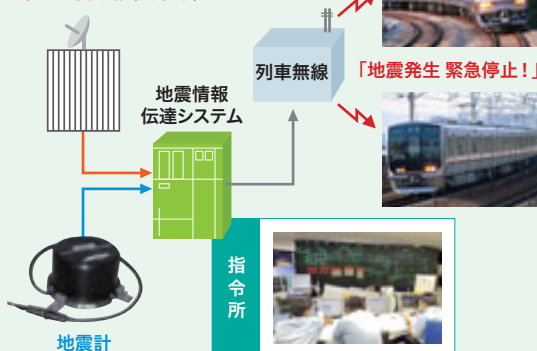 列車無線
「地震発生 緊急停止!」
地震情報
伝達システム
指令所
地震計